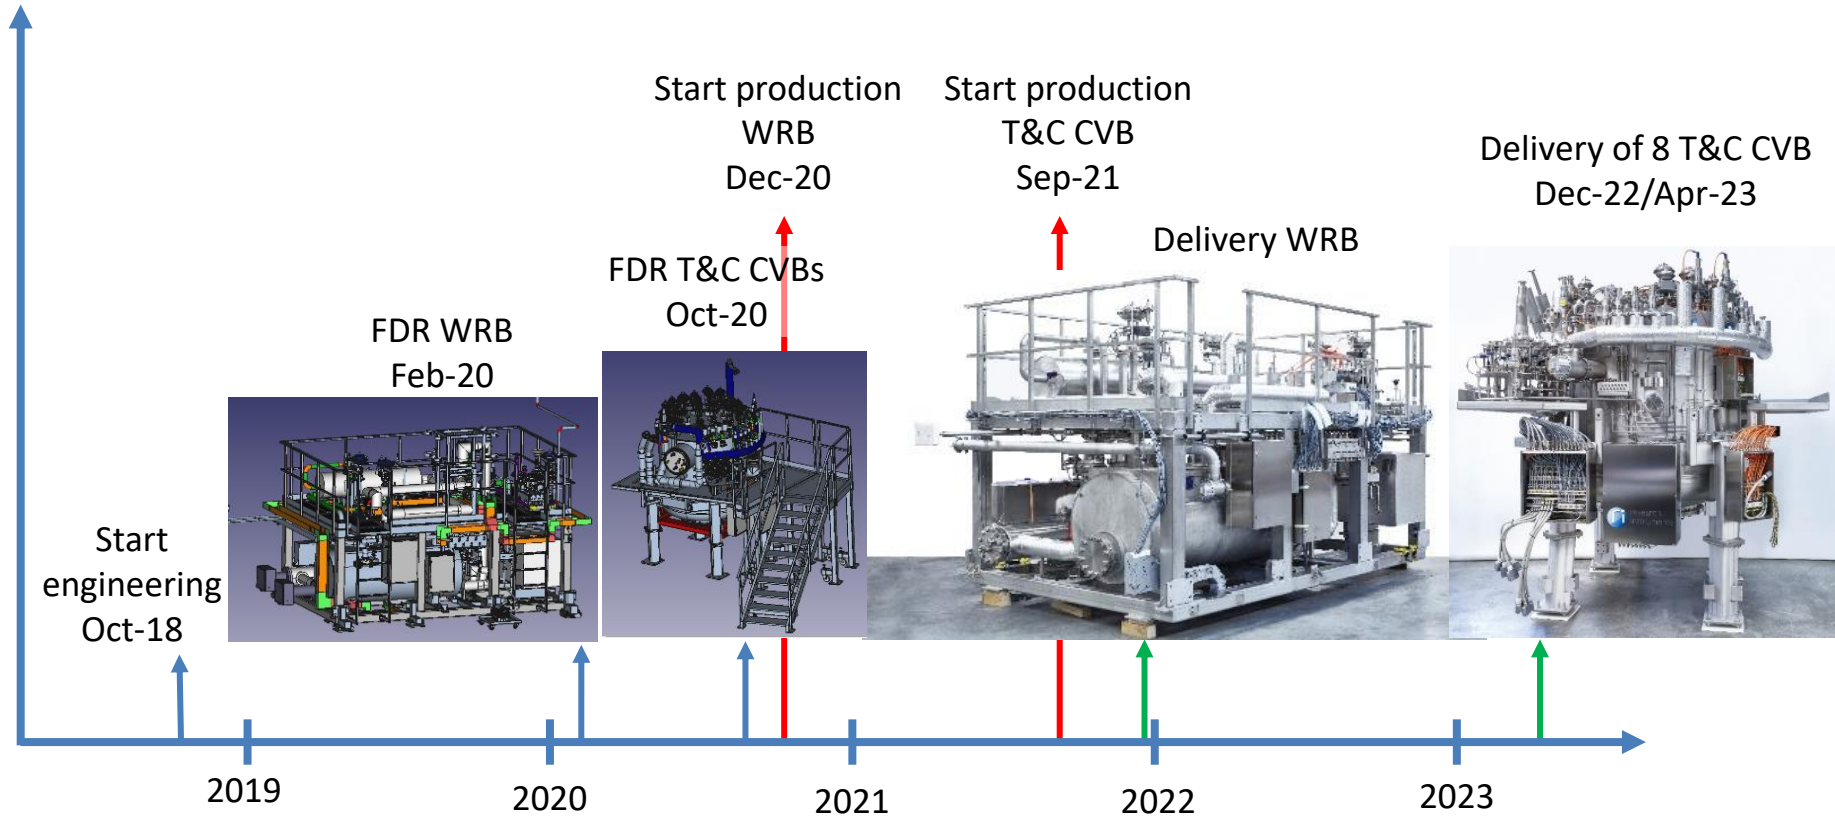 Start production
WRB
Dec-20
Start production
T&C CVB
Sep-21
Delivery of 8 T&C CVB
Dec-22/Apr-23
Delivery WRB
FDR T&C CVBs
Oct-20
FDR WRB
Feb-20
Start
engineering
Oct-18
2019
2020
2021
2022
2023